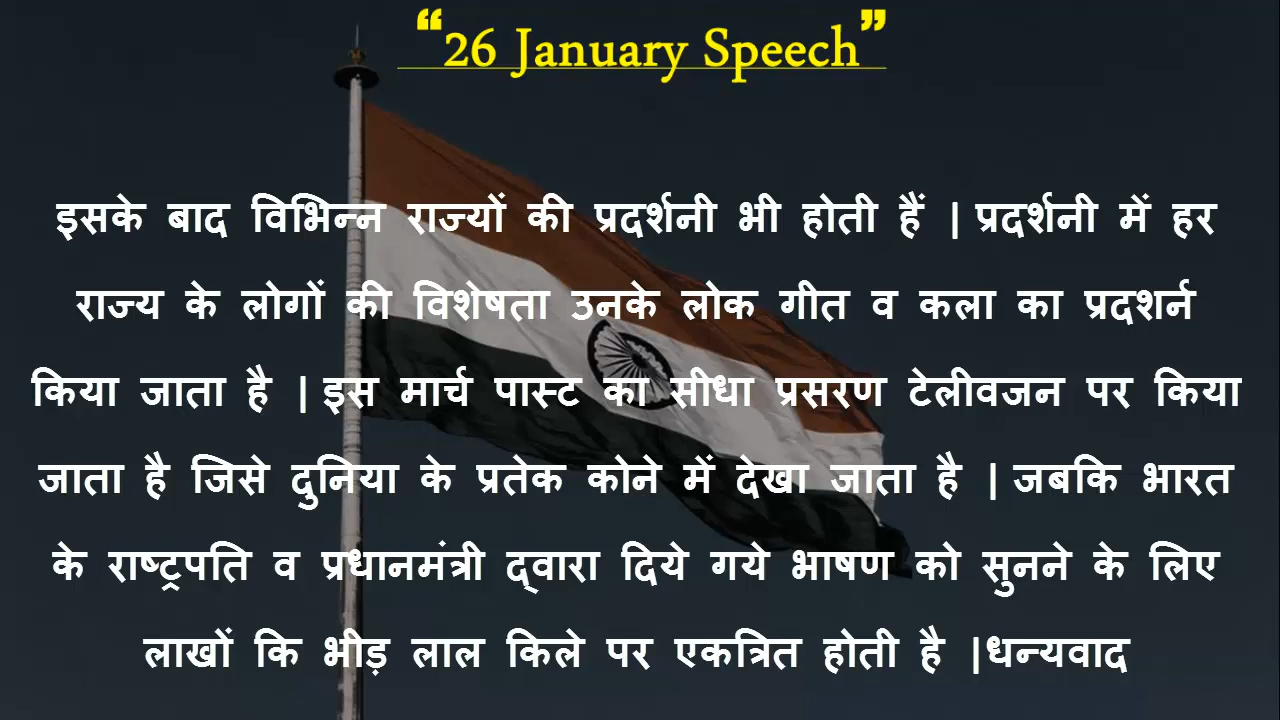 “26 January Speech”
इसके बाद विभिन्न राज्यों की प्रदर्शनी भी होती हैं | प्रदर्शनी में हर
राज्य के लोगों की विशेषता उनके लोक गीत व कला का प्रदशर्न
किया जाता है | इस मार्च पास्ट का सीधा प्रसरण टेलीवजन पर किया
जाता है जिसे दुनिया के प्रतेक कोने में देखा जाता है | जबकि भारत
के राष्ट्रपति व प्रधानमंत्री द्वारा दिये गये भाषण को सुनने के लिए
लाखों कि भीड़ लाल किले पर एकत्रित होती है |धन्यवाद